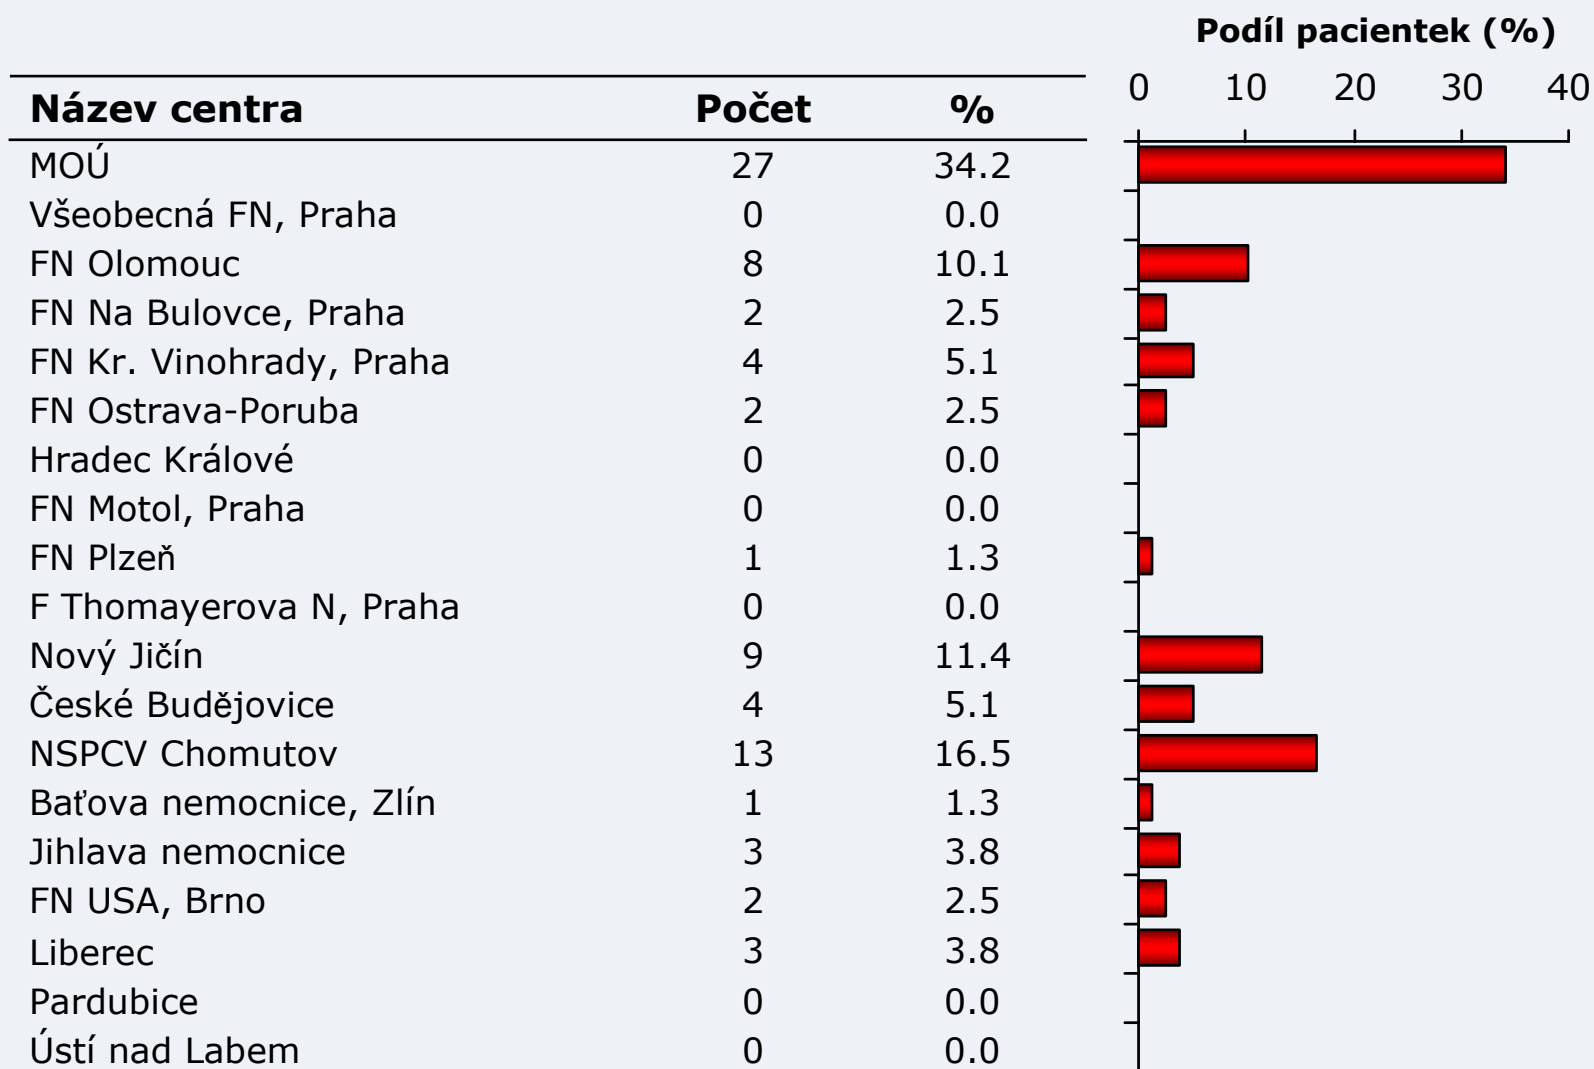 Podíl pacientek (%)
0 10 20 30 40
Název centra Počet %
MOÚ 27 34.2
Všeobecná FN, Praha 0 0.0
FN Olomouc 8 10.1
FN Na Bulovce, Praha 2 2.5
FN Kr. Vinohrady, Praha 4 5.1
FN Ostrava-Poruba 2 2.5
Hradec Králové 0 0.0
FN Motol, Praha 0 0.0
FN Plzeň 1 1.3
F Thomayerova N, Praha 0 0.0
Nový Jičín 9 11.4
České Budějovice 4 5.1
NSPCV Chomutov 13 16.5
Baťova nemocnice, Zlín 1 1.3
Jihlava nemocnice 3 3.8
FN USA, Brno 2 2.5
Liberec 3 3.8
Pardubice 0 0.0
Ústí nad Labem 0 0.0